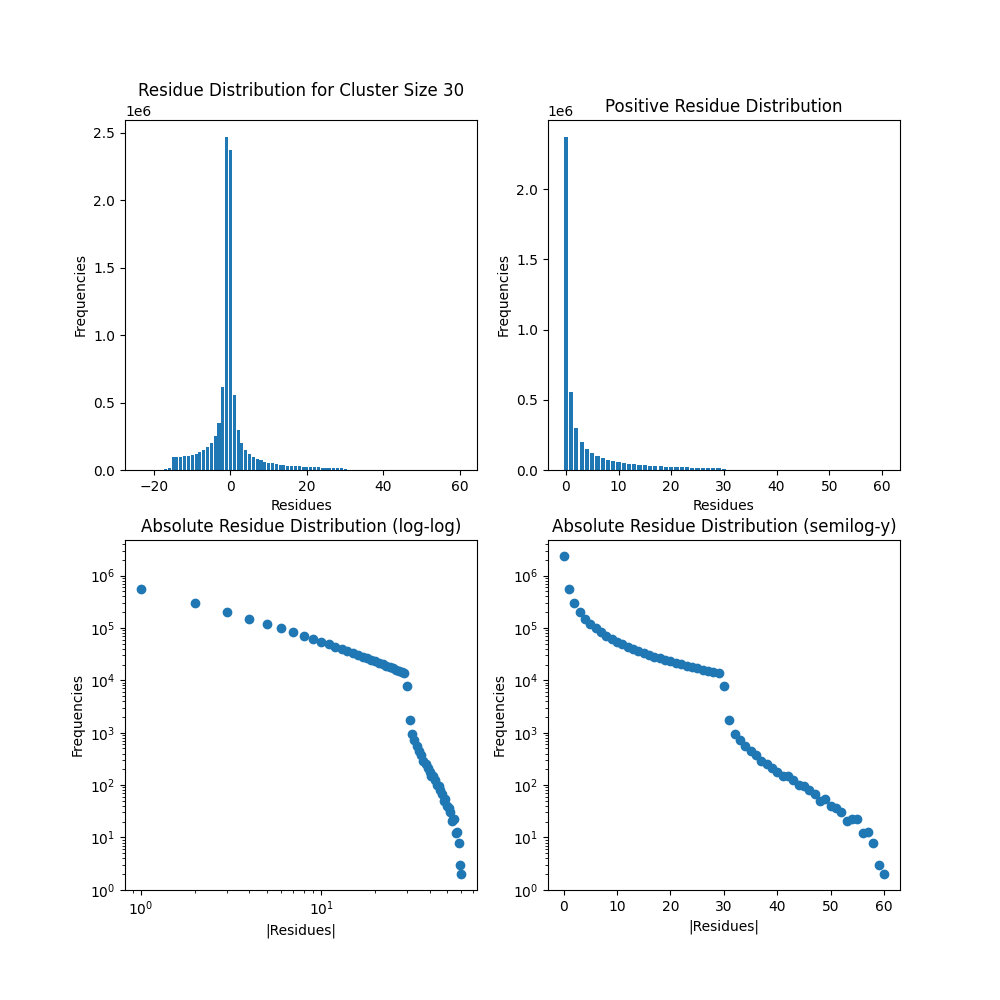 Residue Distribution for Cluster Size 30
1e6
2.5
2.0
1.5
1.0
0.5
0.0
−20 0 20 40 60
Frequencies
Residues
Positive Residue Distribution
1e6
2.0
1.5
1.0
0.5
0.0
0 10 20 30 40 50 60
Frequencies
Residues
Absolute Residue Distribution (log-log)
10⁶
10⁵
10⁴
10³
10²
10¹
10⁰
10⁰ 10¹
Frequencies
|Residues|
Absolute Residue Distribution (semilog-y)
10⁶
10⁵
10⁴
10³
10²
10¹
10⁰
0 10 20 30 40 50 60
Frequencies
|Residues|